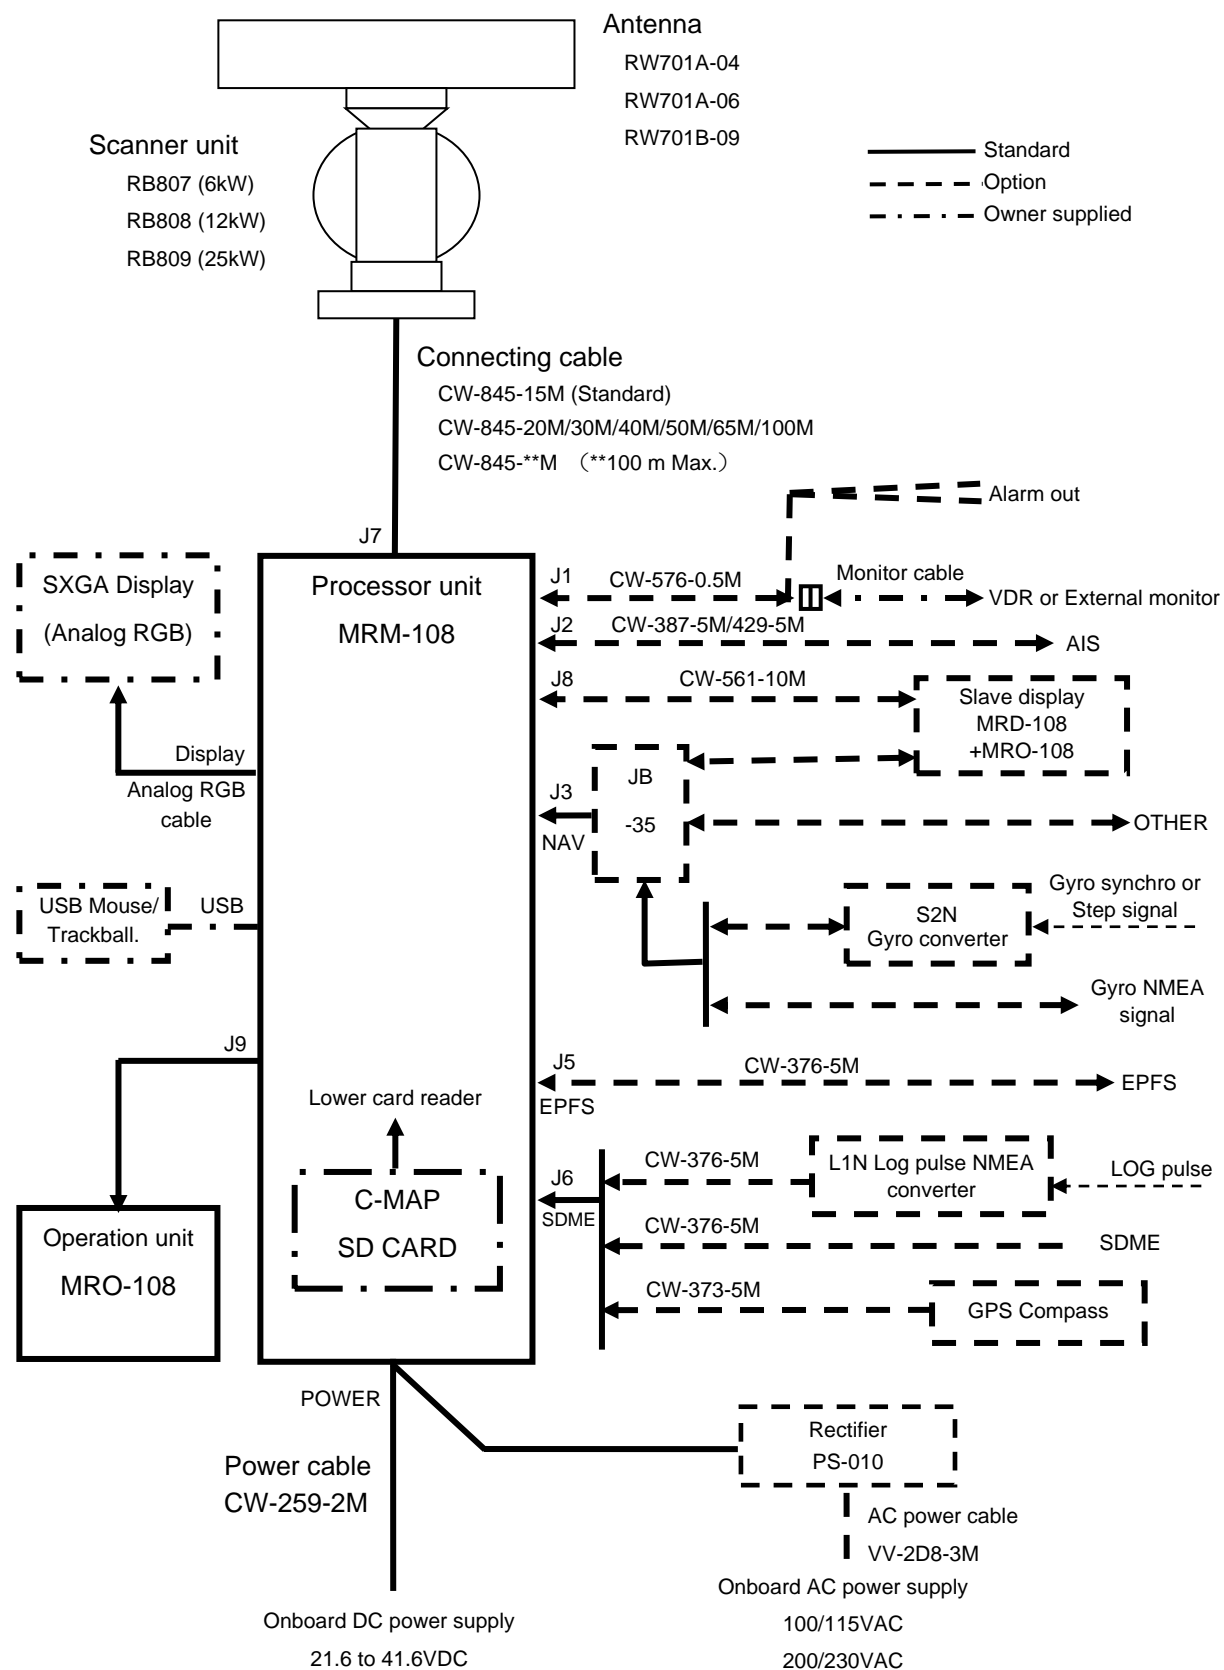 Antenna
RW701A-04
RW701A-06
RW701B-09
Scanner unit
RB807 (6kW)
RB808 (12kW)
RB809 (25kW)
Standard
Option
Owner supplied
Connecting cable
CW-845-15M (Standard)
CW-845-20M/30M/40M/50M/65M/100M
CW-845-**M （**100 m Max.）
J7
Alarm out
SXGA Display
(Analog RGB)
Processor unit
MRM-108
J1
CW-576-0.5M
Monitor cable
VDR or External monitor
J2
CW-387-5M/429-5M
AIS
J8
CW-561-10M
Slave display
MRD-108
+MRO-108
Display
Analog RGB
cable
JB
-35
J3
NAV
OTHER
USB Mouse/
Trackball.
USB
S2N
Gyro converter
Gyro synchro or
Step signal
Gyro NMEA
signal
J9
J5
EPFS
CW-376-5M
EPFS
Lower card reader
C-MAP
SD CARD
J6
SDME
CW-376-5M
L1N Log pulse NMEA
converter
LOG pulse
CW-376-5M
SDME
CW-373-5M
GPS Compass
Operation unit
MRO-108
POWER
Power cable
CW-259-2M
Rectifier
PS-010
AC power cable
VV-2D8-3M
Onboard DC power supply
21.6 to 41.6VDC
Onboard AC power supply
100/115VAC
200/230VAC